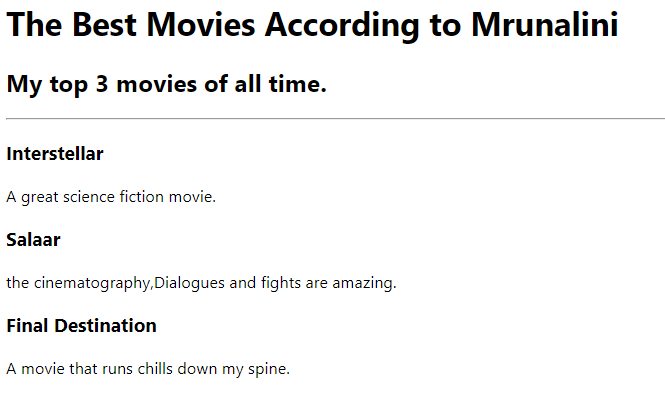 The Best Movies According to Mrunalini
My top 3 movies of all time.
Interstellar
A great science fiction movie.
Salaar
the cinematography,Dialogues and fights are amazing.
Final Destination
A movie that runs chills down my spine.